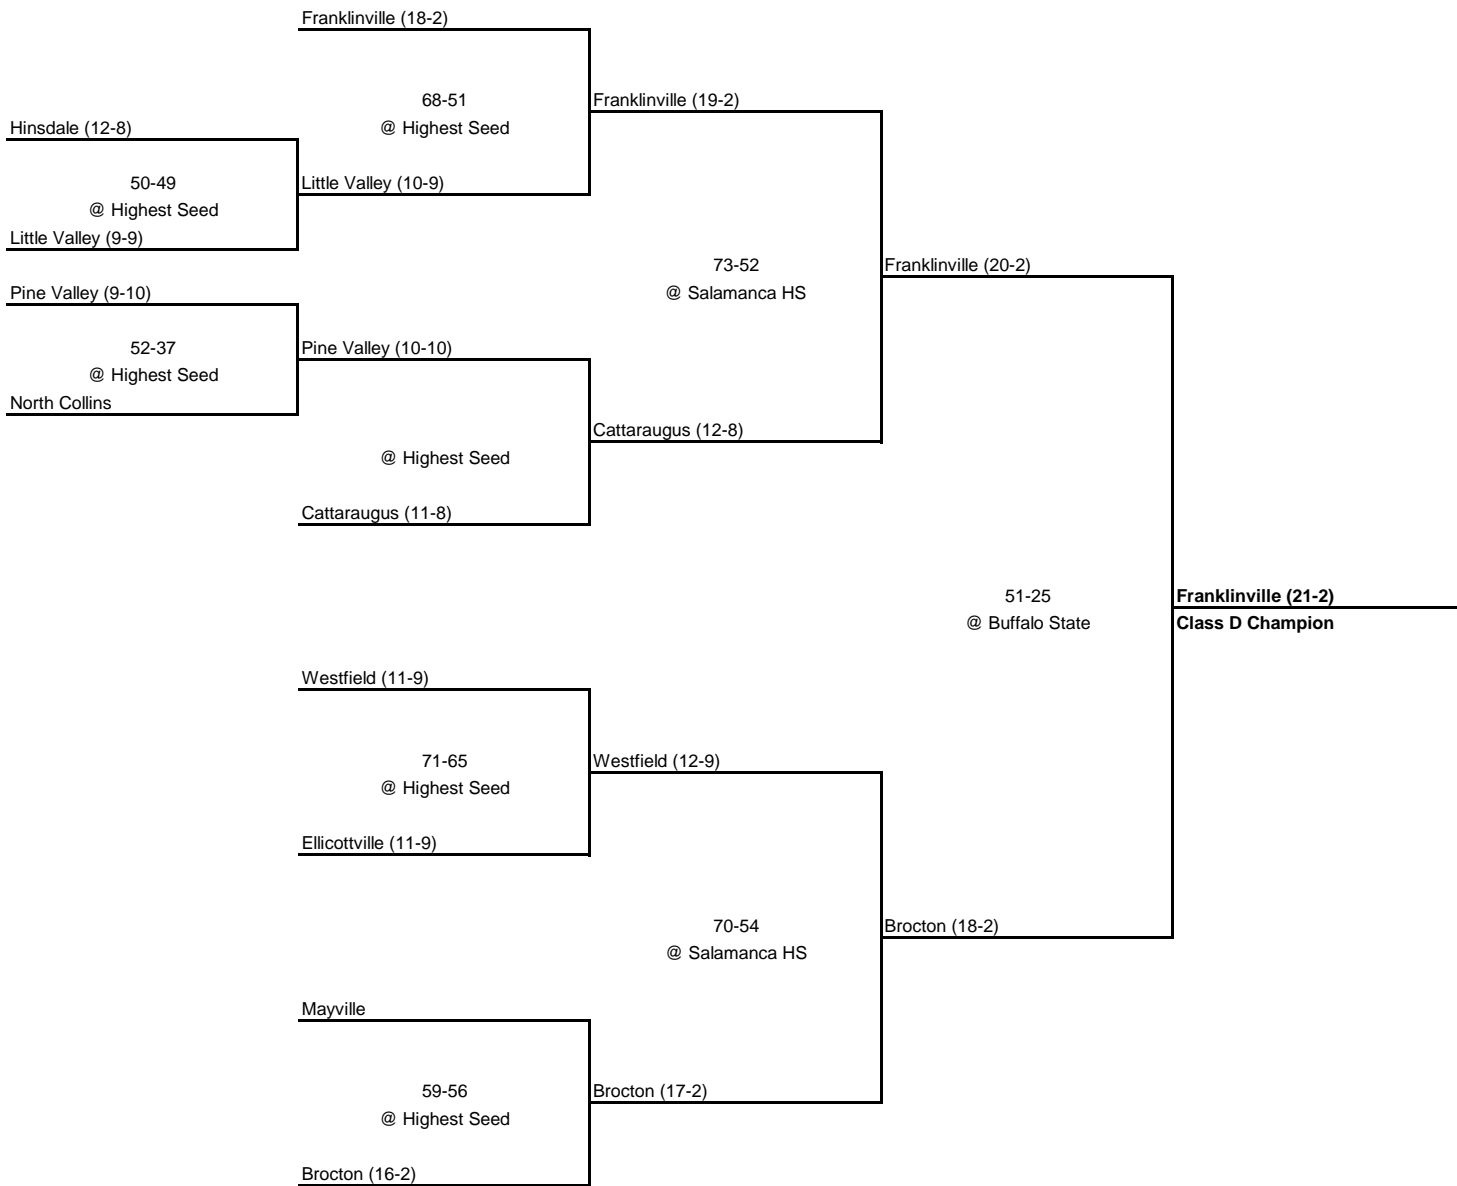 Franklinville (18-2)
68-51
@ Highest Seed
Franklinville (19-2)
Hinsdale (12-8)
50-49
@ Highest Seed
Little Valley (10-9)
Little Valley (9-9)
73-52
@ Salamanca HS
Franklinville (20-2)
Pine Valley (9-10)
52-37
@ Highest Seed
Pine Valley (10-10)
North Collins
@ Highest Seed
Cattaraugus (12-8)
Cattaraugus (11-8)
51-25
@ Buffalo State
Franklinville (21-2)
Class D Champion
Westfield (11-9)
71-65
@ Highest Seed
Westfield (12-9)
Ellicottville (11-9)
70-54
@ Salamanca HS
Brocton (18-2)
Mayville
59-56
@ Highest Seed
Brocton (17-2)
Brocton (16-2)